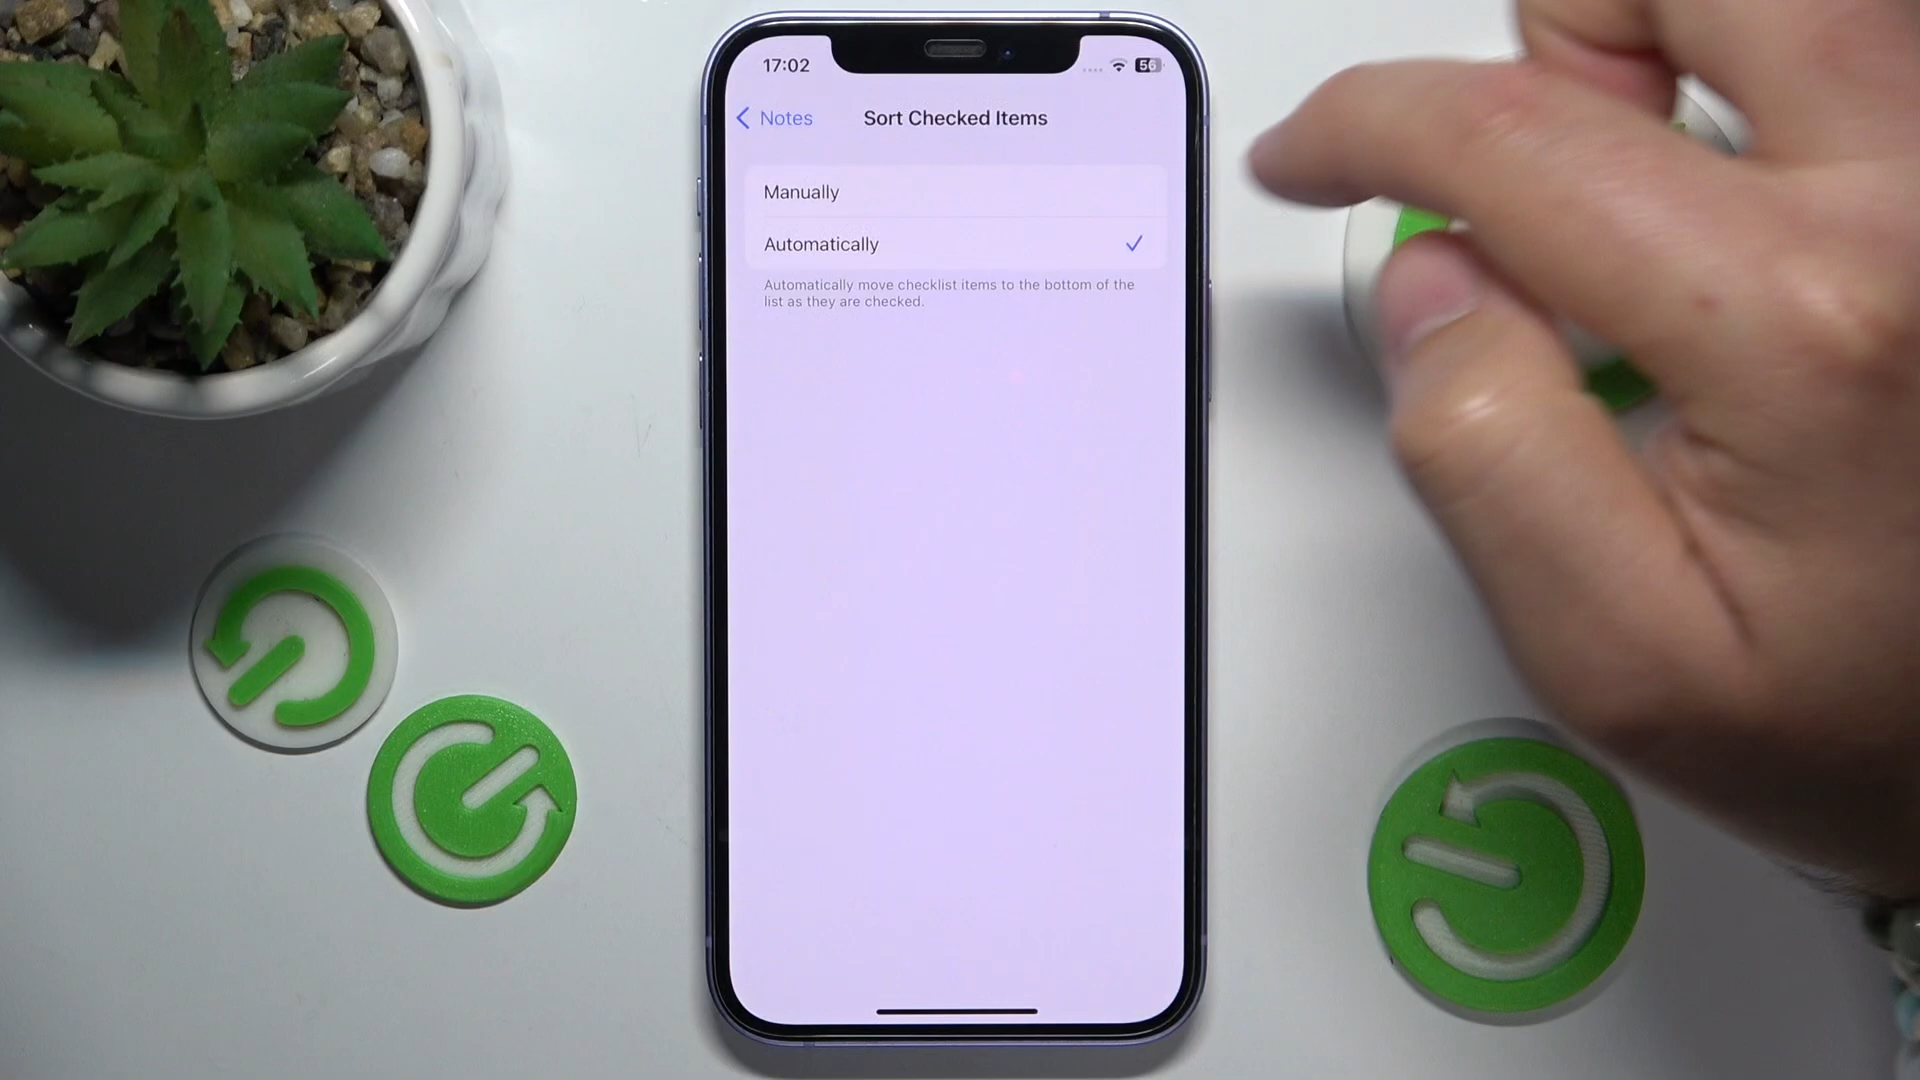 17:02
56
Notes
Sort Checked Items
Manually
Automatically
Automatically move checklist items to the bottom of the
list as they are checked.